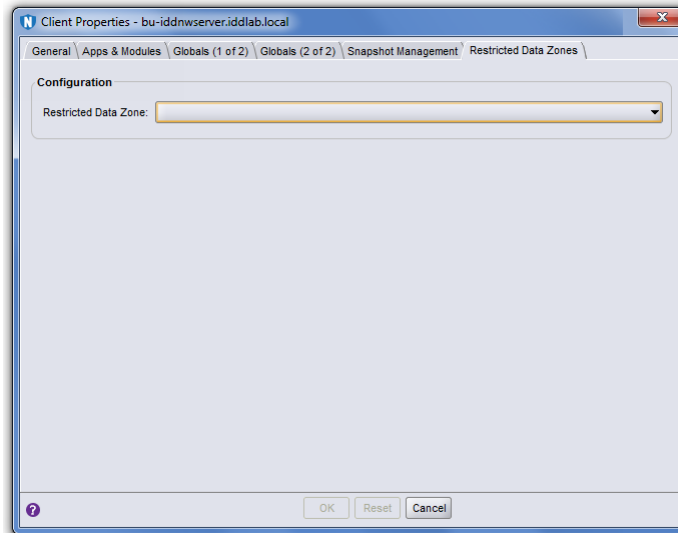 Client Properties - bu-iddnwserver.iddlab.local
General Apps & Modules Globals (1 of 2) Globals (2 of 2) Snapshot Management Restricted Data Zones
Configuration
Restricted Data Zone:
OK Reset Cancel